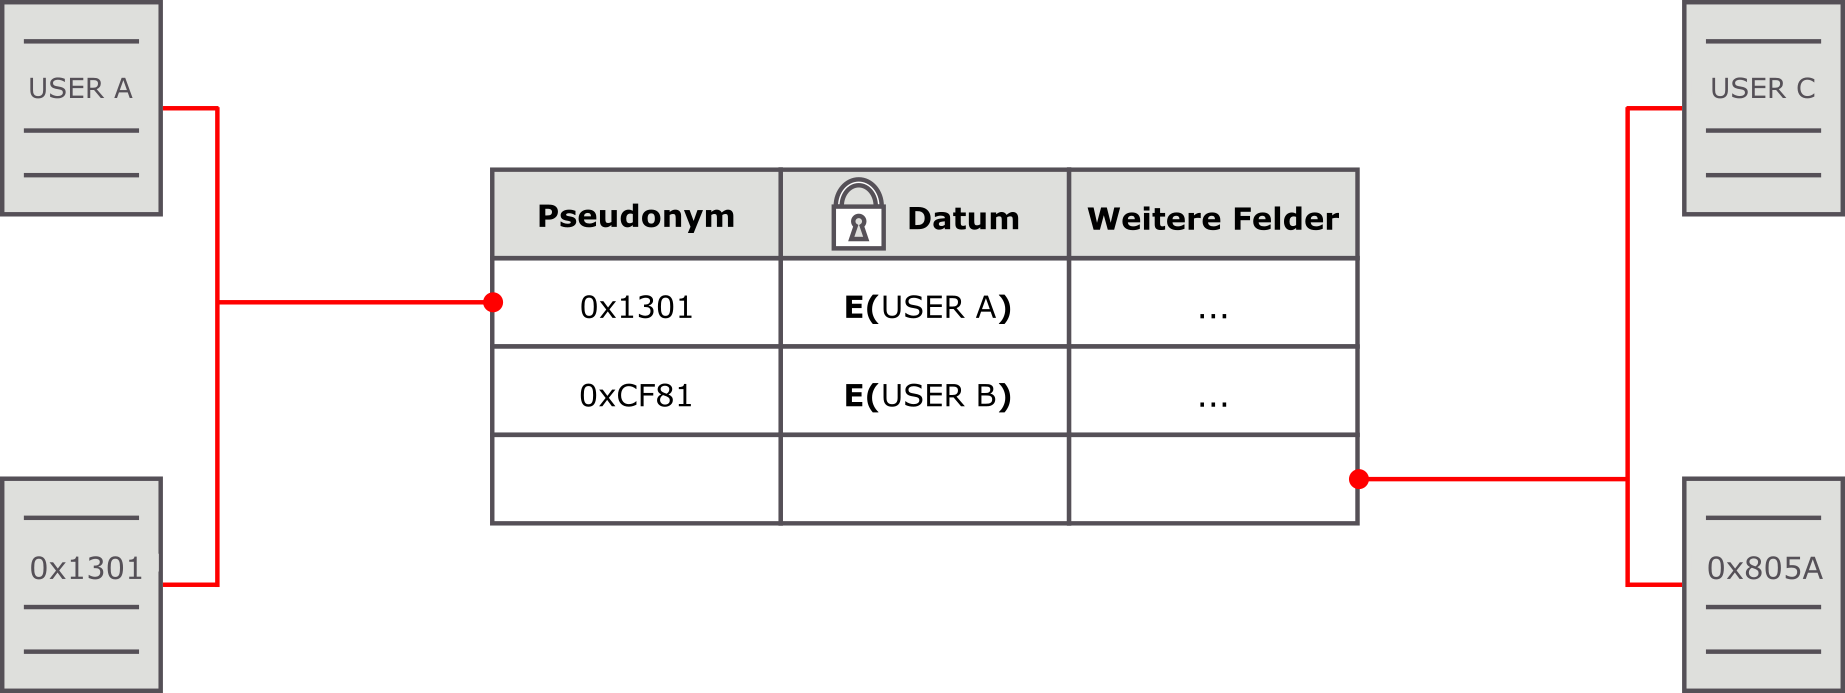 USER A
USER C
Pseudonym Datum Weitere Felder
0x1301 E(USER A) ...
0xCF81 E(USER B) ...
0x1301
0x805A